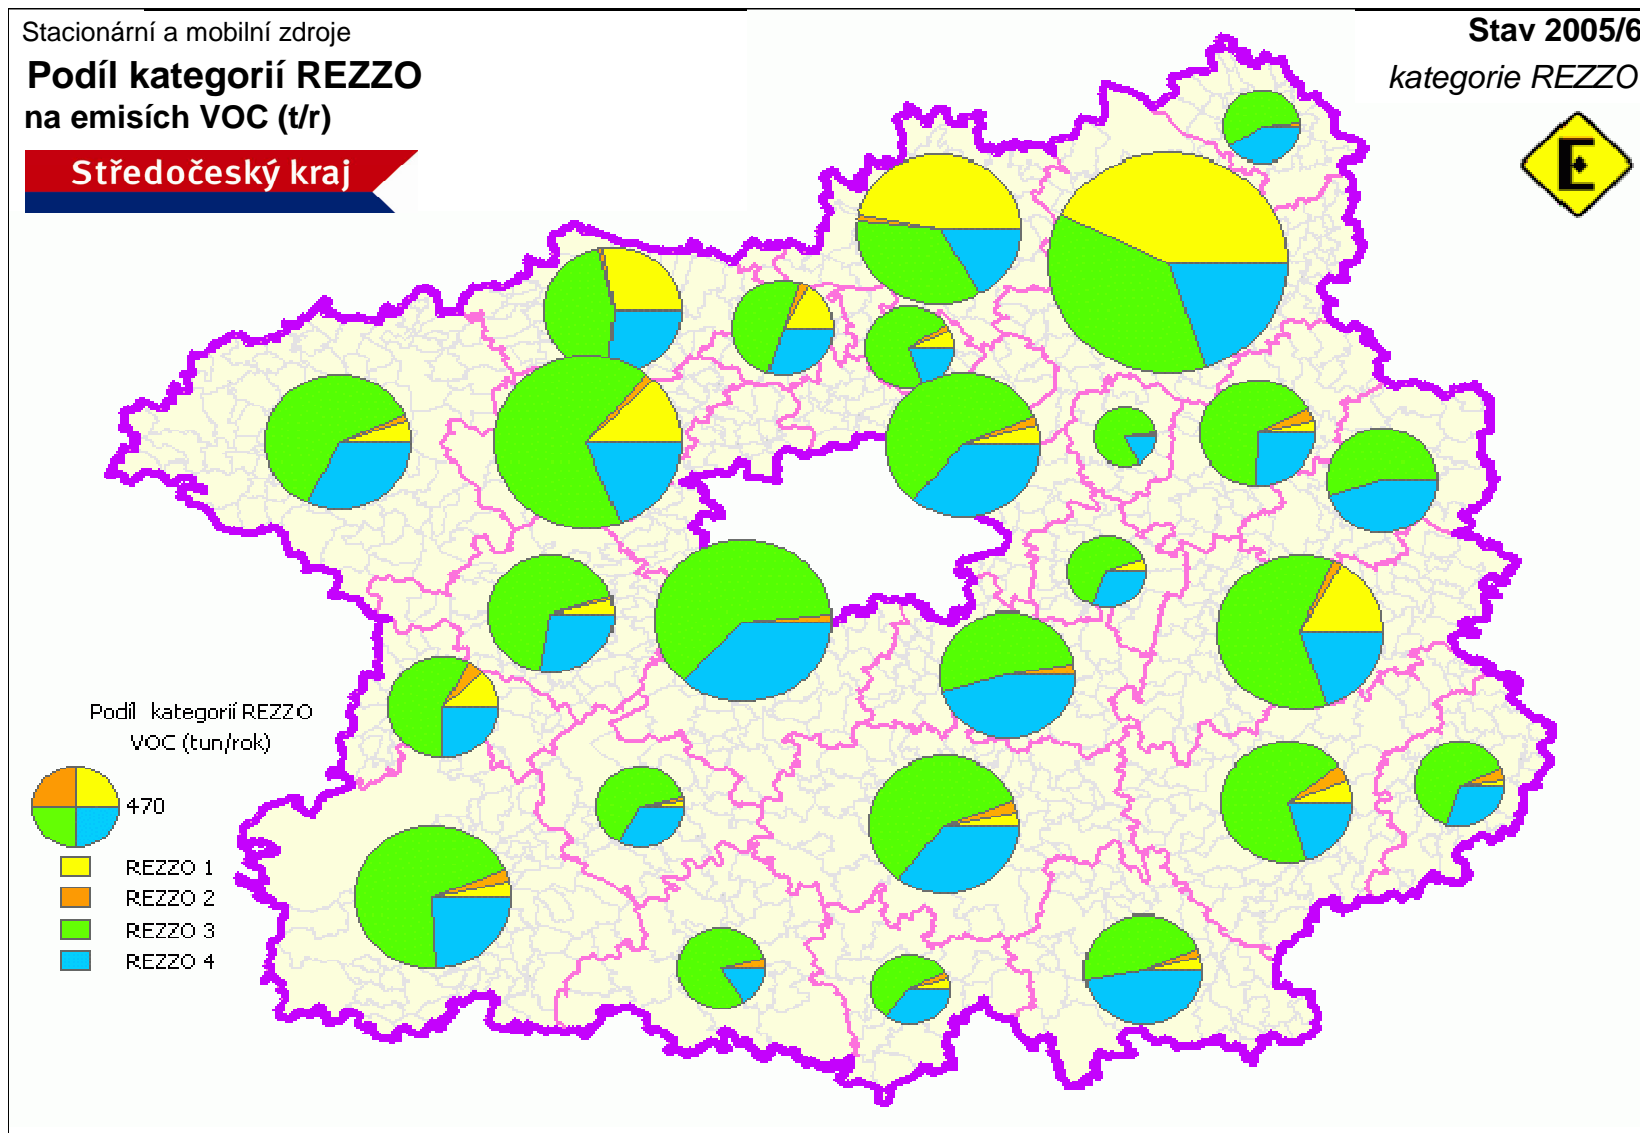 Stacionární a mobilní zdroje
Podíl kategorií REZZO
na emisích VOC (t/r)
Středočeský kraj
Stav 2005/6
kategorie REZZO
E
Podíl kategorií REZZO
VOC (tun/rok)
470
REZZO 1
REZZO 2
REZZO 3
REZZO 4